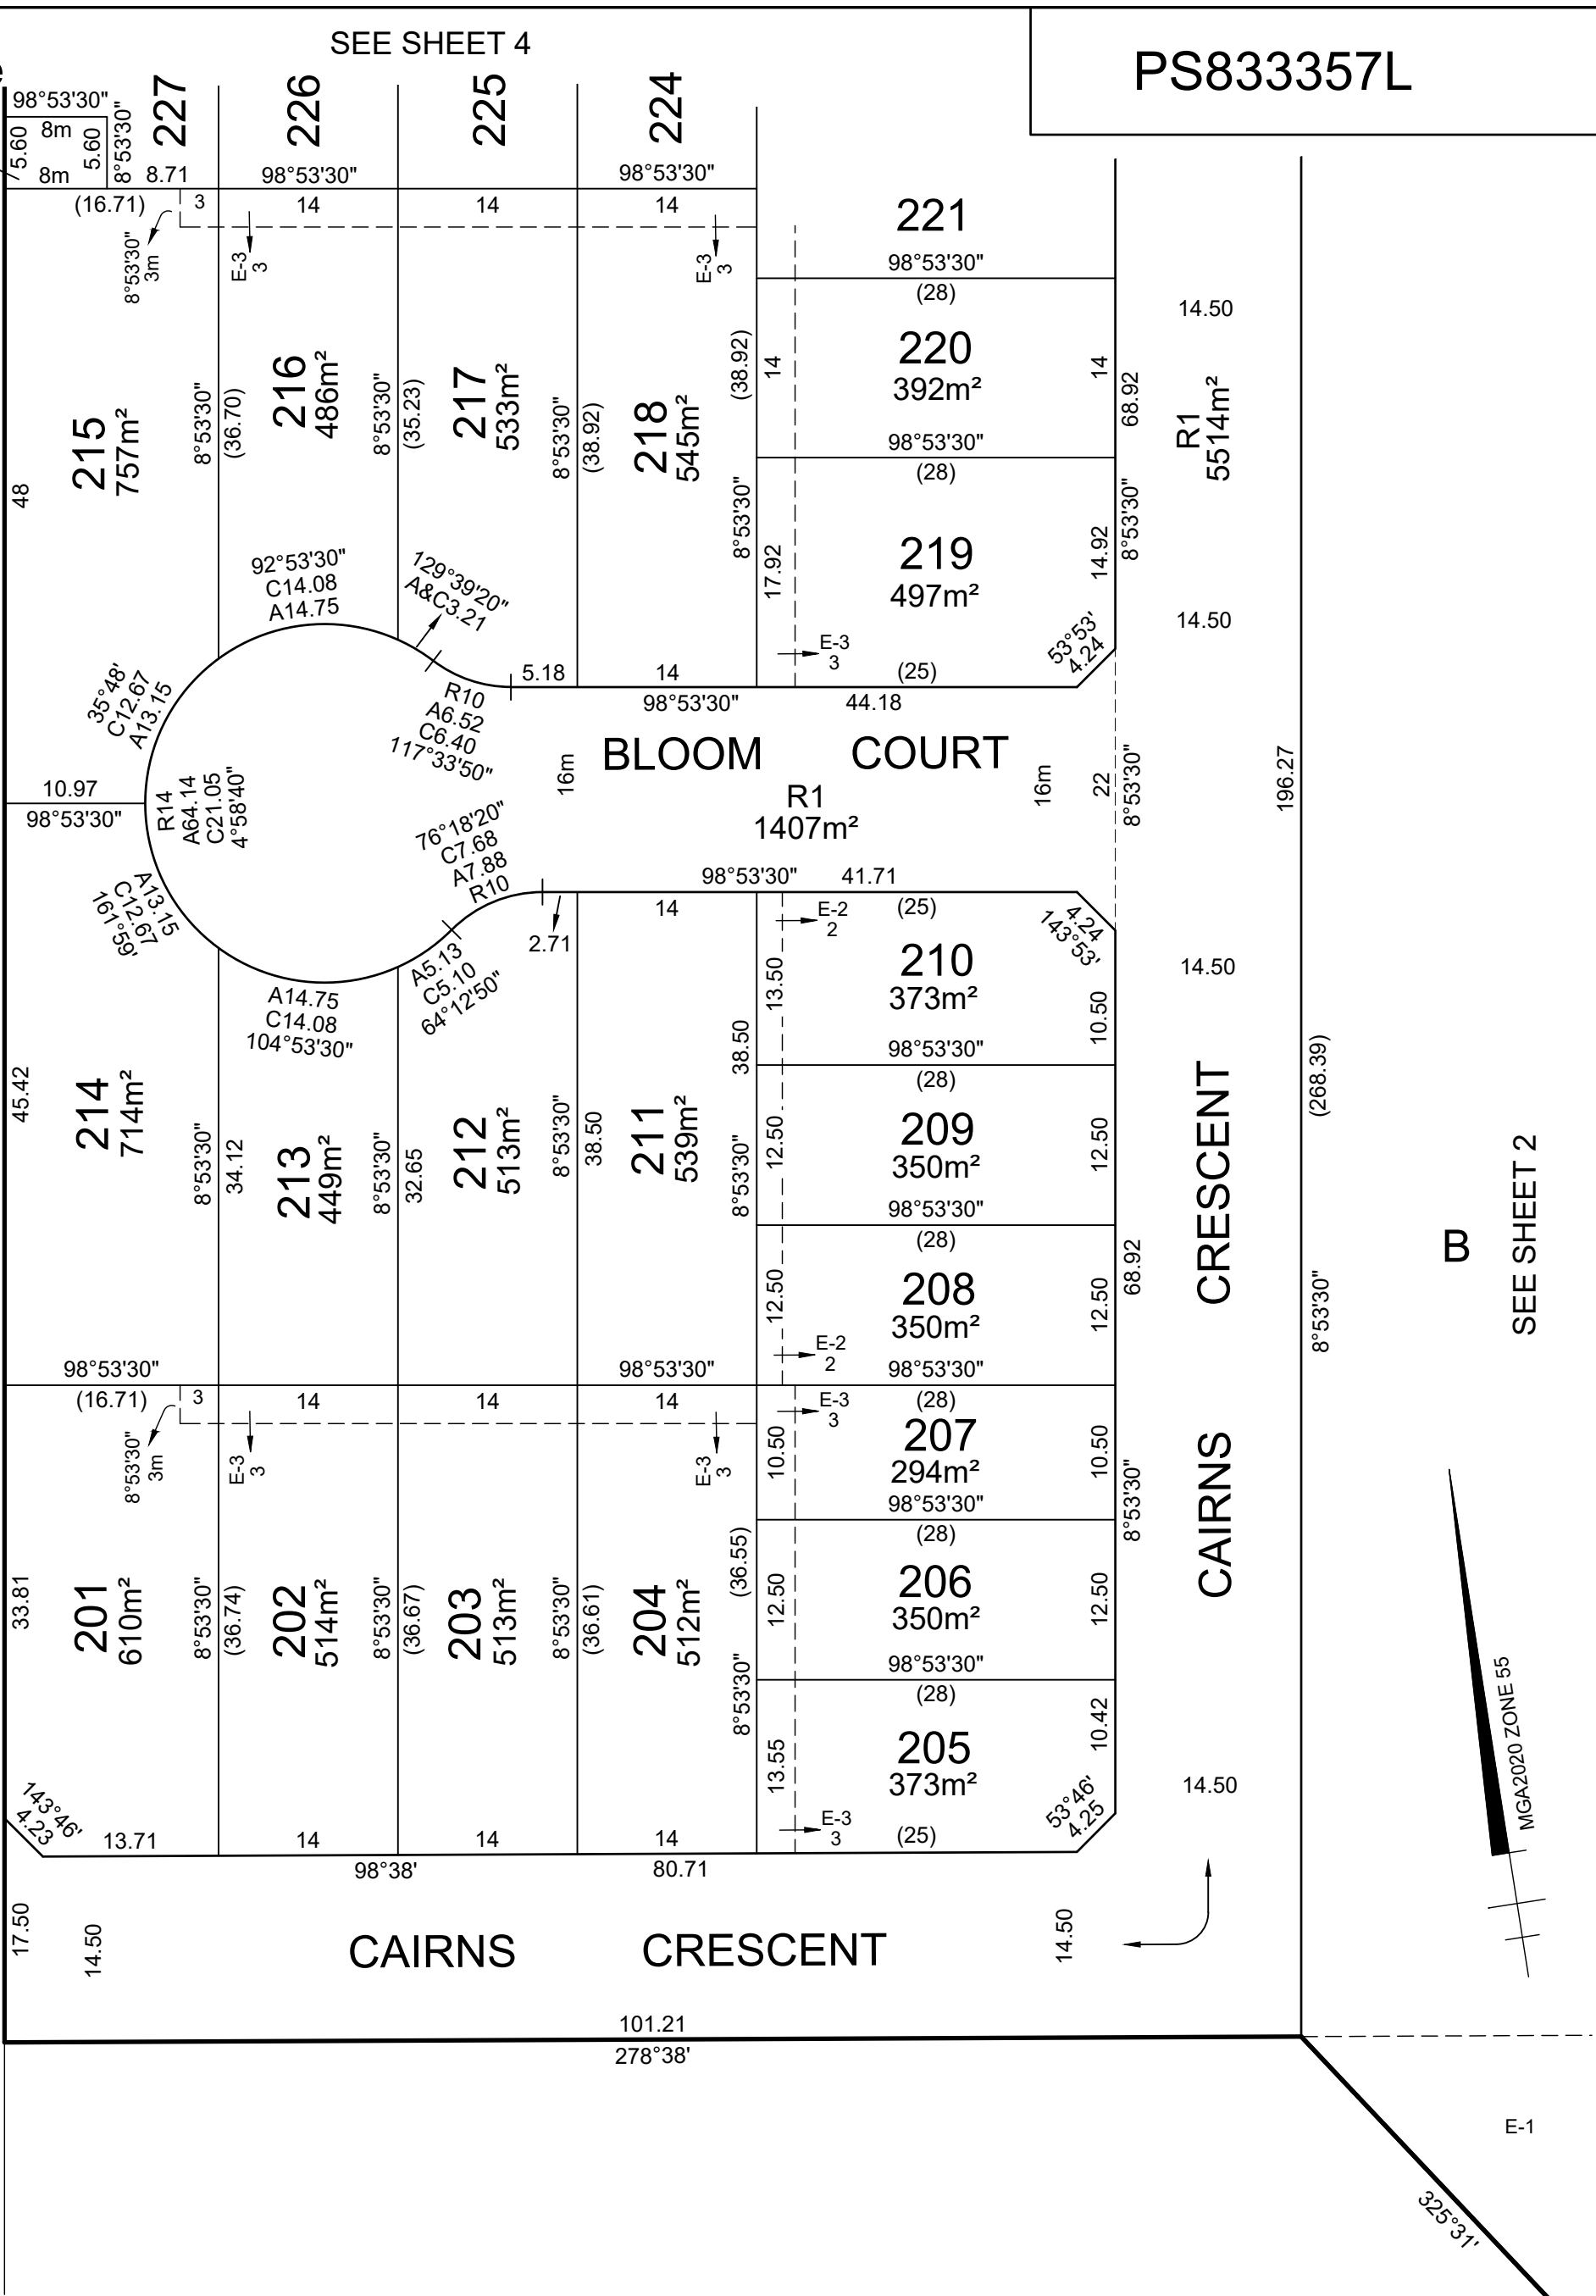 SEE SHEET 4
PS833357L
98°53'30"
8m
5.60
5.60
8m
8°53'30"
8.71
227
226
225
224
98°53'30"
98°53'30"
(16.71)
3
14
14
14
8°53'30"
3m
E-3
3
E-3
3
221
98°53'30"
(28)
220
392m²
98°53'30"
(28)
14
14
14.50
68.92
R1
5514m²
8°53'30"
48
215
757m²
8°53'30"
(36.70)
216
486m²
8°53'30"
(35.23)
217
533m²
8°53'30"
(38.92)
218
545m²
(38.92)
8°53'30"
17.92
219
497m²
14.92
14.50
53°53'
4.24
E-3
3
(25)
92°53'30"
C14.08
A14.75
129°39'20"
A&C3.21
5.18
14
98°53'30"
44.18
35°48'
C12.67
A13.15
R10
A6.52
C6.40
117°33'50"
BLOOM COURT
16m
16m
22
8°53'30"
196.27
R1
1407m²
10.97
98°53'30"
R14
A64.14
C21.05
4°58'40"
76°18'20"
C7.68
A7.88
R10
98°53'30"
41.71
A13.15
C12.67
161°59'
2.71
14
E-2
2
(25)
4.24
143°53'
A5.13
C5.10
64°12'50"
A14.75
C14.08
104°53'30"
13.50
210
373m²
98°53'30"
10.50
14.50
(28)
45.42
214
714m²
8°53'30"
34.12
213
449m²
8°53'30"
32.65
212
513m²
8°53'30"
38.50
211
539m²
38.50
8°53'30"
12.50
209
350m²
98°53'30"
12.50
(28)
12.50
208
350m²
98°53'30"
12.50
68.92
E-2
2
CAIRNS CRESCENT
(268.39)
8°53'30"
B
SEE SHEET 2
98°53'30"
98°53'30"
(16.71)
3
14
14
14
8°53'30"
3m
E-3
3
E-3
3
E-3
3
(28)
10.50
207
294m²
98°53'30"
10.50
8°53'30"
(28)
33.81
201
610m²
8°53'30"
(36.74)
202
514m²
8°53'30"
(36.67)
203
513m²
8°53'30"
(36.61)
204
512m²
(36.55)
8°53'30"
12.50
206
350m²
98°53'30"
12.50
(28)
13.55
205
373m²
10.42
14.50
53°46'
4.25
E-3
3
(25)
143°46'
4.23
13.71
14
14
14
98°38'
80.71
MGA2020 ZONE 55
17.50
14.50
CAIRNS CRESCENT
14.50
101.21
278°38'
E-1
325°31'